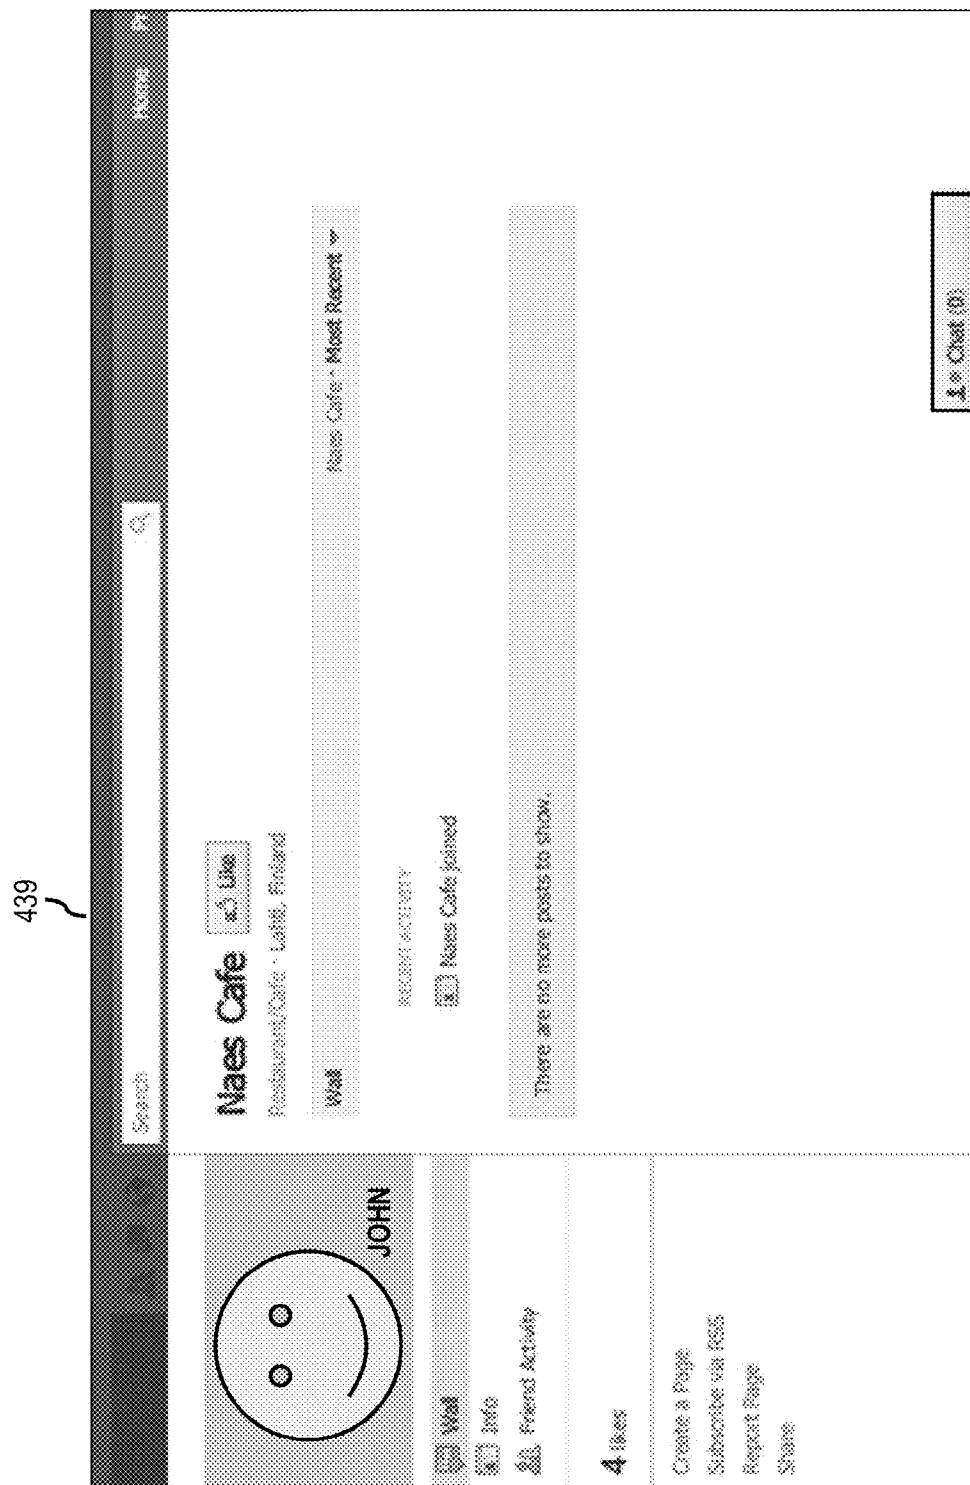 439
Search
Home
JOHN
Wall
Info
Friend Activity
4 likes
Create a Page
Subscribe via RSS
Report Page
Share
Naes Cafe Like
Restaurant/Cafe · Lahti, Finland
Wall Naes Cafe · Most Recent
RECENT ACTIVITY
Naes Cafe joined
There are no more posts to show.
Chat (0)